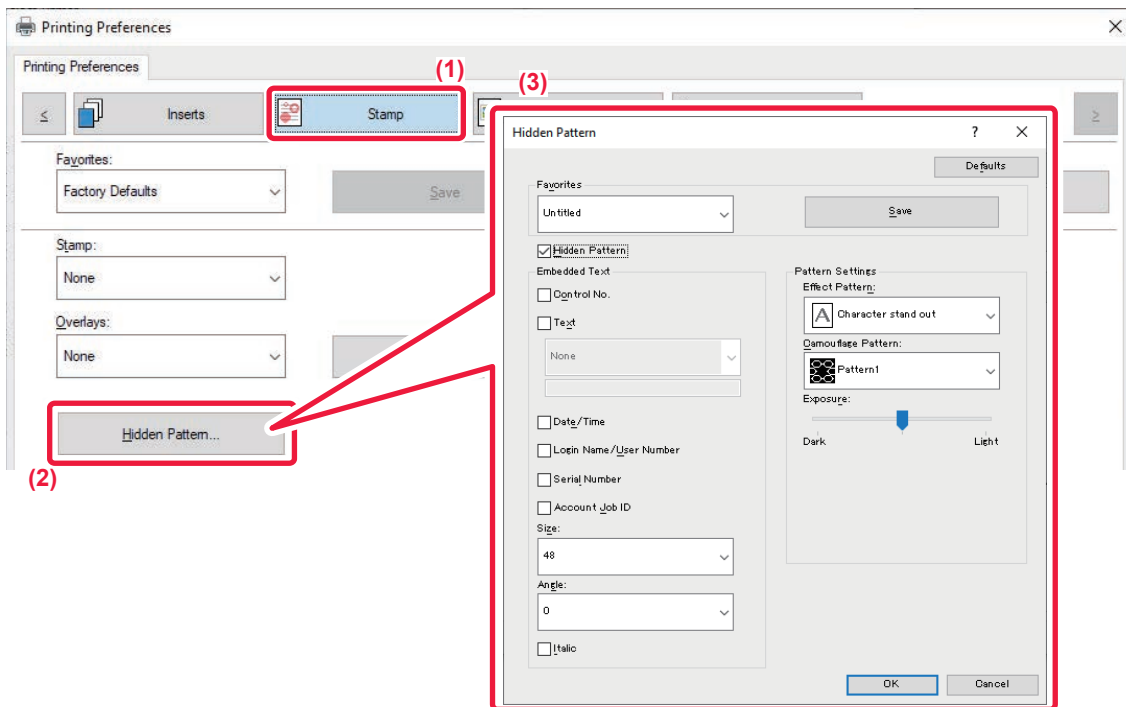 Printing Preferences
Printing Preferences
(1)
(3)
<
Inserts
Stamp
>
Favorites:
Factory Defaults
Save
Stamp:
None
Overlays:
None
Hidden Pattern...
(2)
Hidden Pattern
?
Defaults
Favorites
Untitled
Save
Hidden Pattern
Embedded Text
Control No.
Text
None
Date/Time
Login Name/User Number
Serial Number
Account Job ID
Size:
48
Angle:
0
Italic
Pattern Settings
Effect Pattern:
A Character stand out
Camouflage Pattern:
Pattern1
Exposure:
Dark Light
OK Cancel